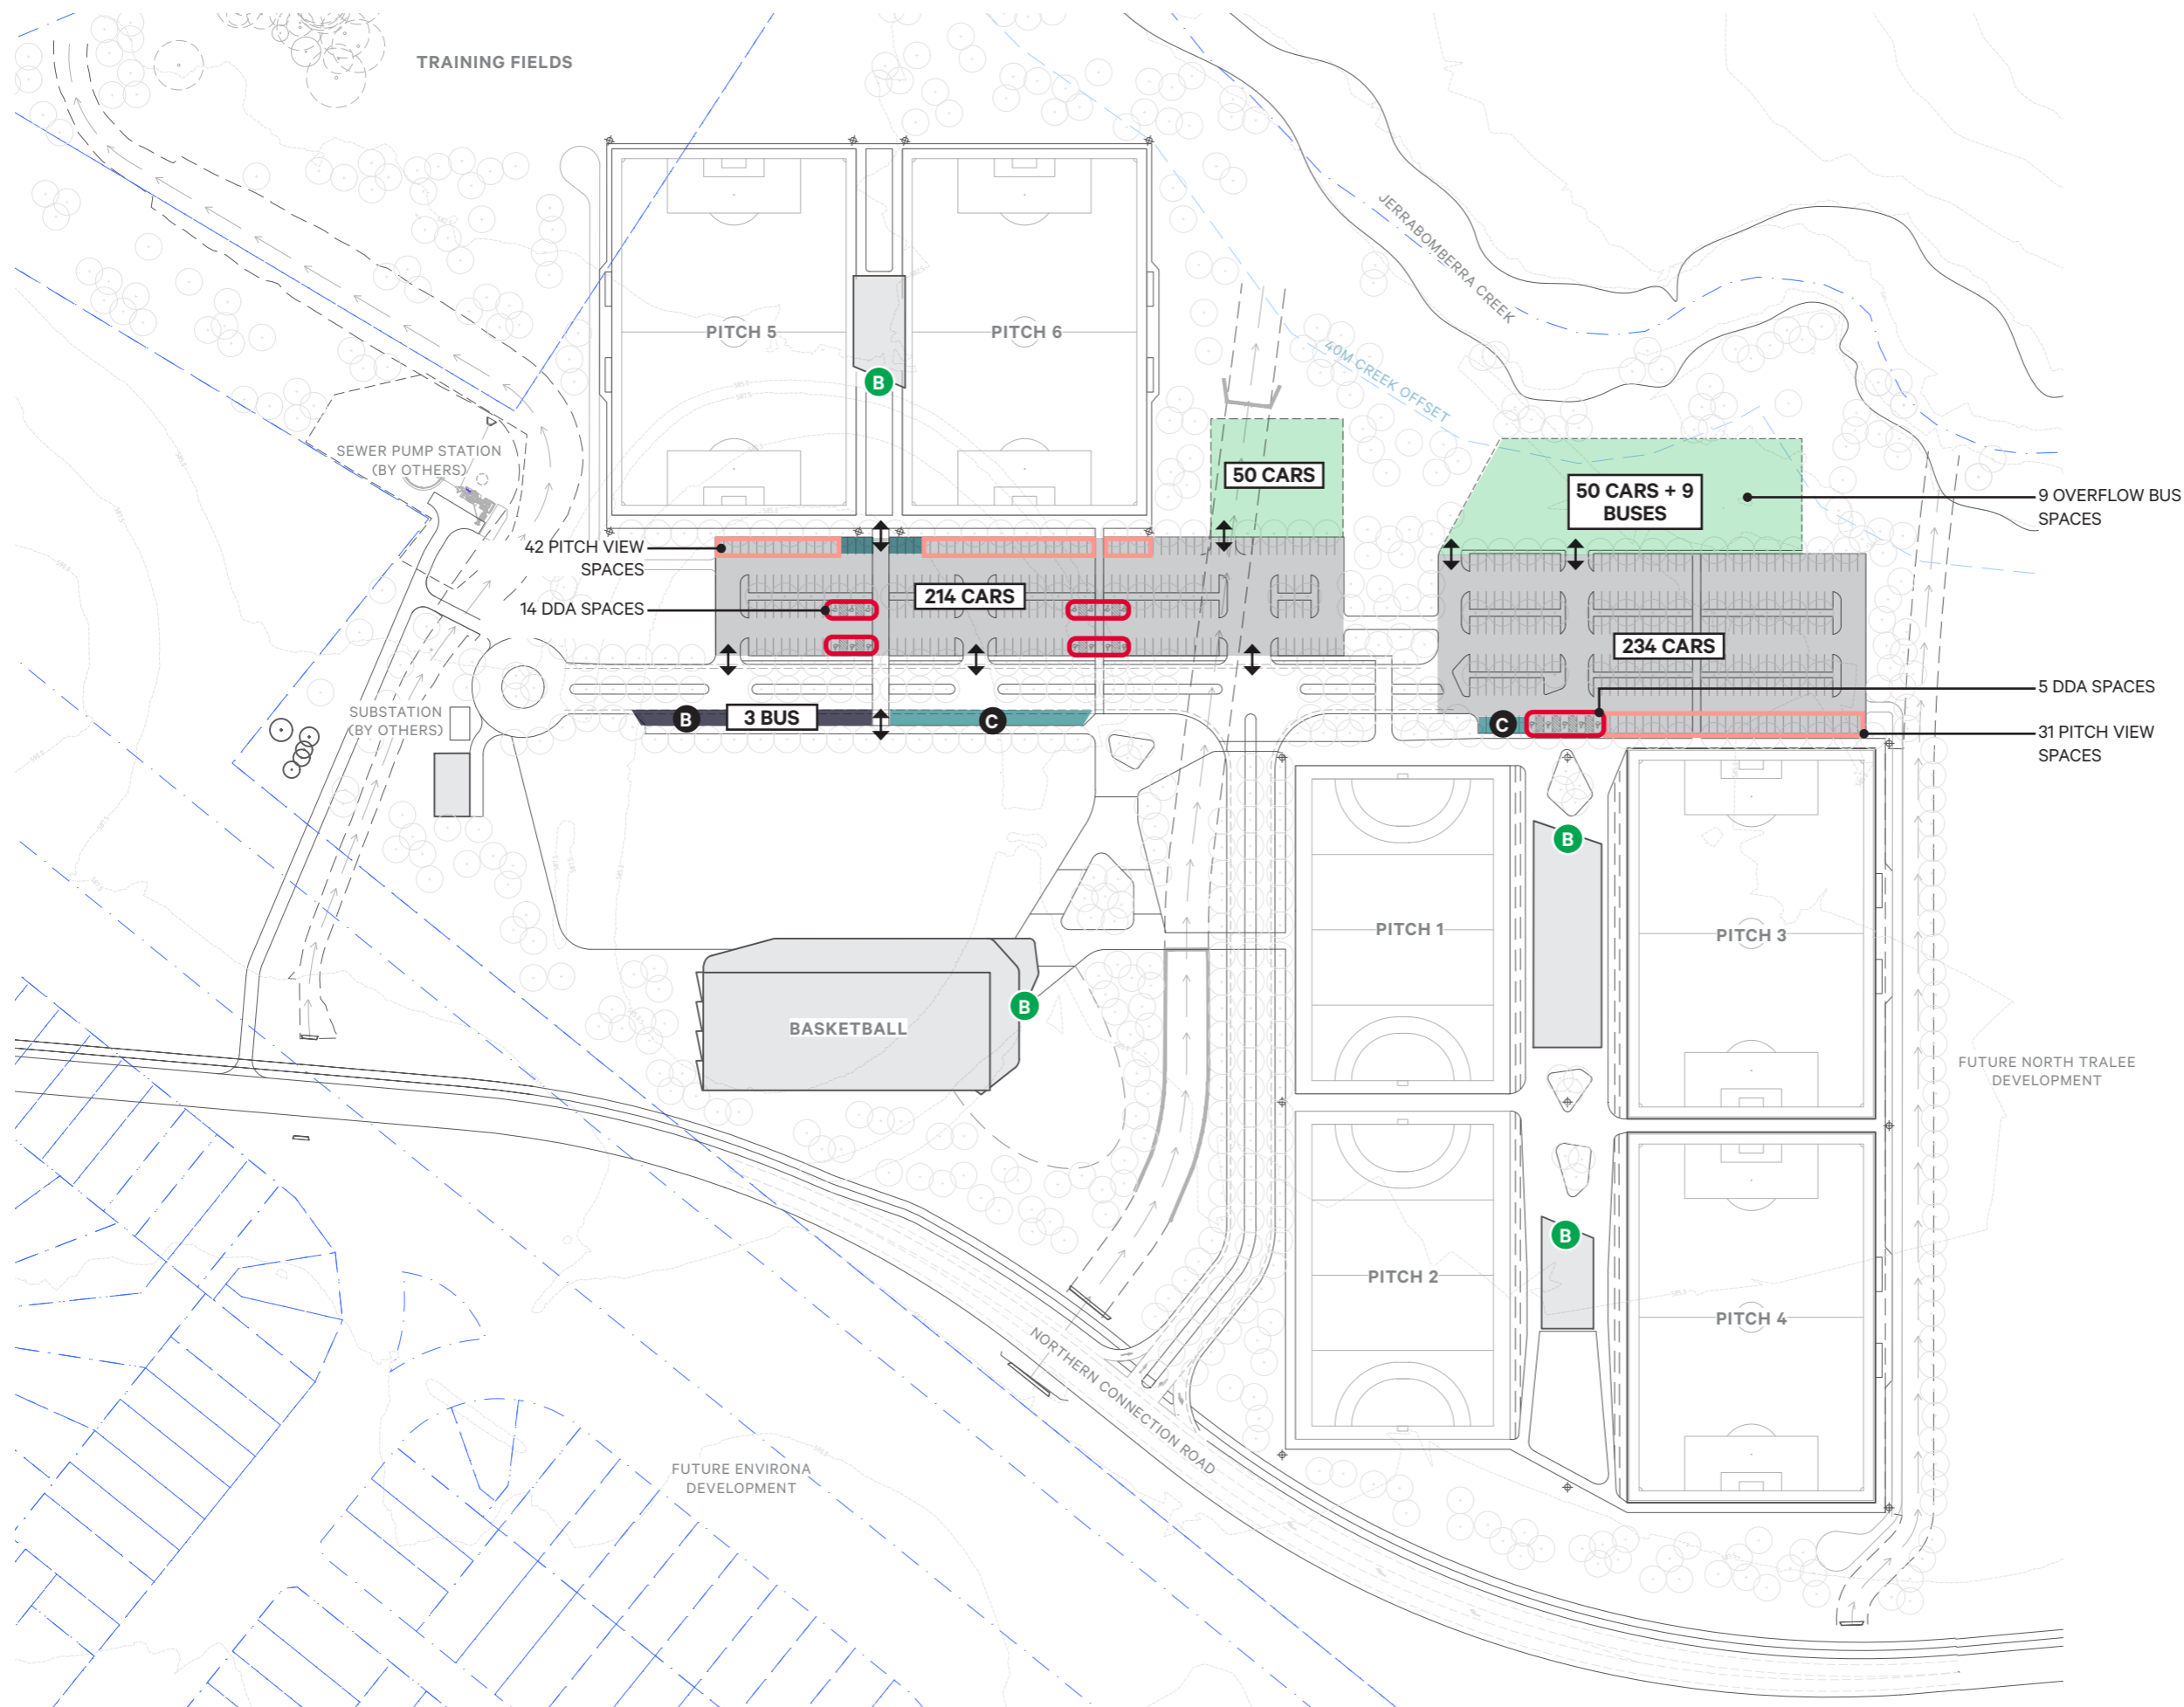 TRAINING FIELDS
JERRABOMBERRA CREEK
PITCH 5
PITCH 6
40M CREEK OFFSET
B
SEWER PUMP STATION
(BY OTHERS)
50 CARS
50 CARS + 9
BUSES
9 OVERFLOW BUS
SPACES
42 PITCH VIEW
SPACES
14 DDA SPACES
214 CARS
234 CARS
5 DDA SPACES
SUBSTATION
(BY OTHERS)
B
3 BUS
C
C
31 PITCH VIEW
SPACES
B
PITCH 1
PITCH 3
B
BASKETBALL
FUTURE NORTH TRALEE
DEVELOPMENT
B
PITCH 2
PITCH 4
NORTHERN CONNECTION ROAD
FUTURE ENVIRONA
DEVELOPMENT